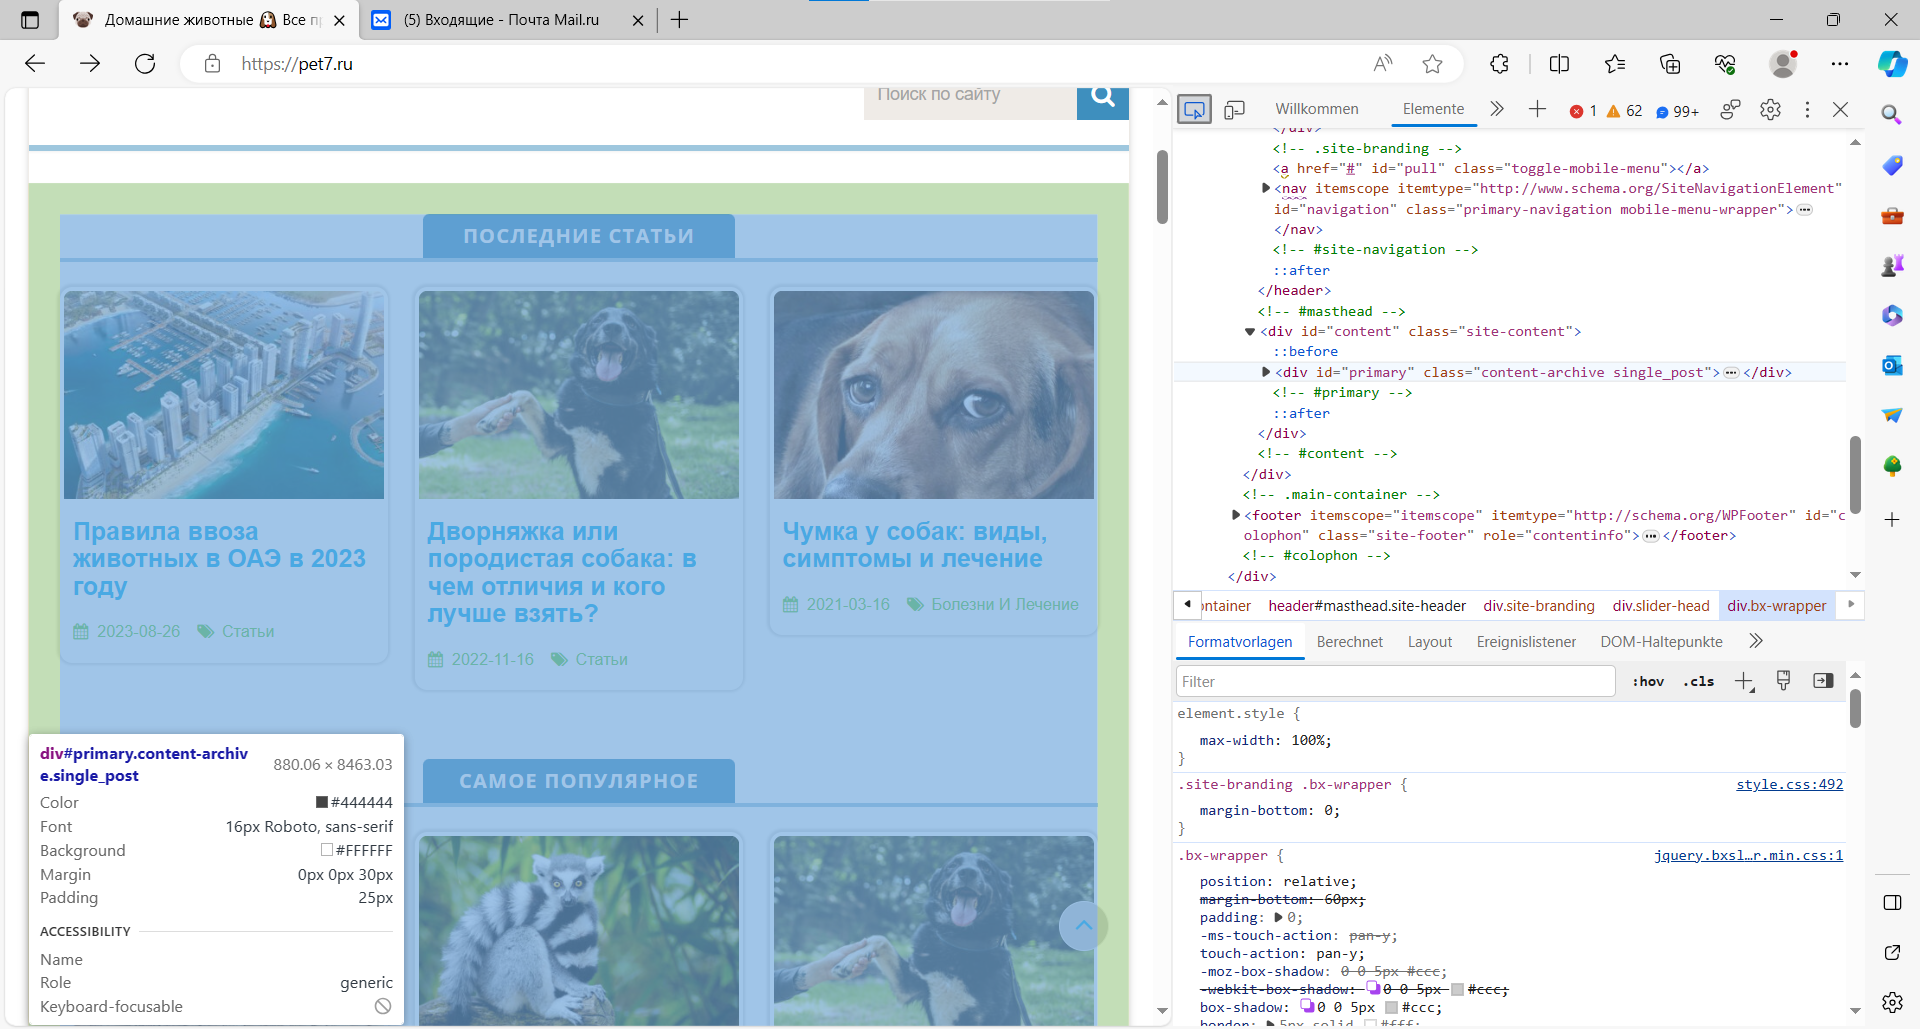 Домашние животные 🐶 Все п
(5) Входящие - Почта Mail.ru
https://pet7.ru
Поиск по сайту
ПОСЛЕДНИЕ СТАТЬИ
Правила ввоза
животных в ОАЭ в 2023
году
2023-08-26 Статьи
Дворняжка или
породистая собака: в
чем отличия и кого
лучше взять?
2022-11-16 Статьи
Чумка у собак: виды,
симптомы и лечение
2021-03-16 Болезни И Лечение
САМОЕ ПОПУЛЯРНОЕ
div#primary.content-archiv
e.single_post 880.06 × 8463.03
Color #444444
Font 16px Roboto, sans-serif
Background #FFFFFF
Margin 0px 0px 30px
Padding 25px
ACCESSIBILITY
Name
Role generic
Keyboard-focusable
Willkommen Elemente 1 62 99+
</div>
<!-- .site-branding -->
<a href="#" id="pull" class="toggle-mobile-menu"></a>
<nav itemscope itemtype="http://www.schema.org/SiteNavigationElement"
id="navigation" class="primary-navigation mobile-menu-wrapper">…
</nav>
<!-- #site-navigation -->
::after
</header>
<!-- #masthead -->
<div id="content" class="site-content">
::before
<div id="primary" class="content-archive single_post">…</div>
<!-- #primary -->
::after
</div>
<!-- #content -->
</div>
<!-- .main-container -->
<footer itemscope="itemscope" itemtype="http://schema.org/WPFooter" id="c
olophon" class="site-footer" role="contentinfo">…</footer>
<!-- #colophon -->
</div>
ontainer header#masthead.site-header div.site-branding div.slider-head div.bx-wrapper
Formatvorlagen Berechnet Layout Ereignislistener DOM-Haltepunkte
Filter :hov .cls
element.style {
max-width: 100%;
}
.site-branding .bx-wrapper { style.css:492
margin-bottom: 0;
}
.bx-wrapper { jquery.bxsl…r.min.css:1
position: relative;
margin-bottom: 60px;
padding: 0;
-ms-touch-action: pan-y;
touch-action: pan-y;
-moz-box-shadow: 0 0 5px #ccc;
-webkit-box-shadow: 0 0 5px #ccc;
box-shadow: 0 0 5px #ccc;
border: 5px solid #fff;